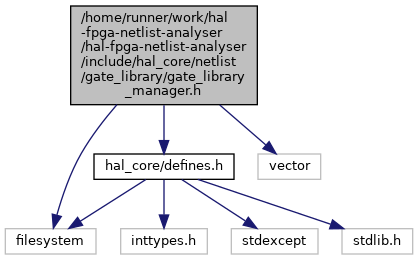 /home/runner/work/hal
-fpga-netlist-analyser
/hal-fpga-netlist-analyser
/include/hal_core/netlist
/gate_library/gate_library
_manager.h
hal_core/defines.h
vector
filesystem
inttypes.h
stdexcept
stdlib.h